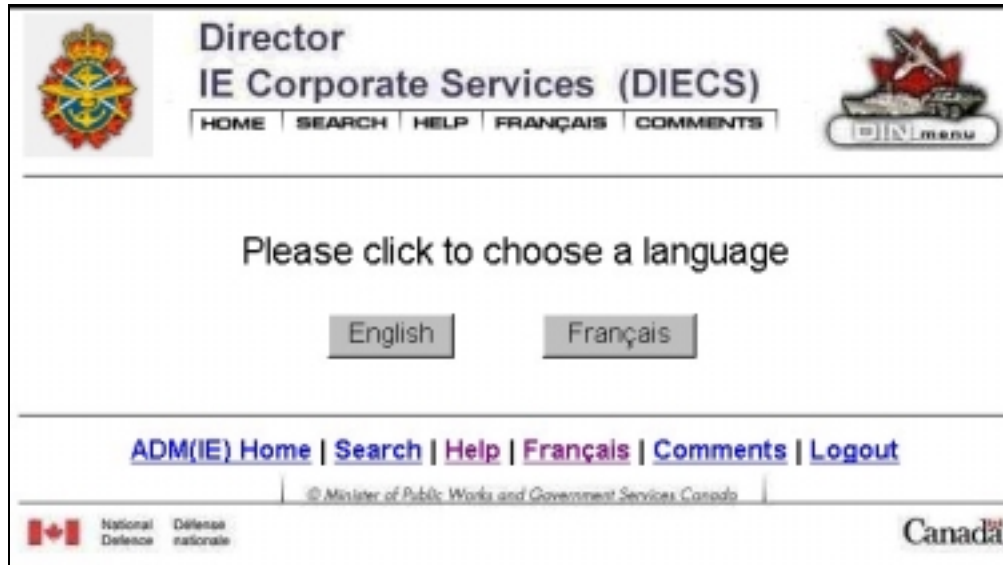 Director
IE Corporate Services (DIECS)
HOME SEARCH HELP FRANÇAIS COMMENTS
DIN menu
Please click to choose a language
English Français
ADM(IE) Home | Search | Help | Français | Comments | Logout
© Minister of Public Works and Government Services Canada
National Défense
Defence nationale
Canada